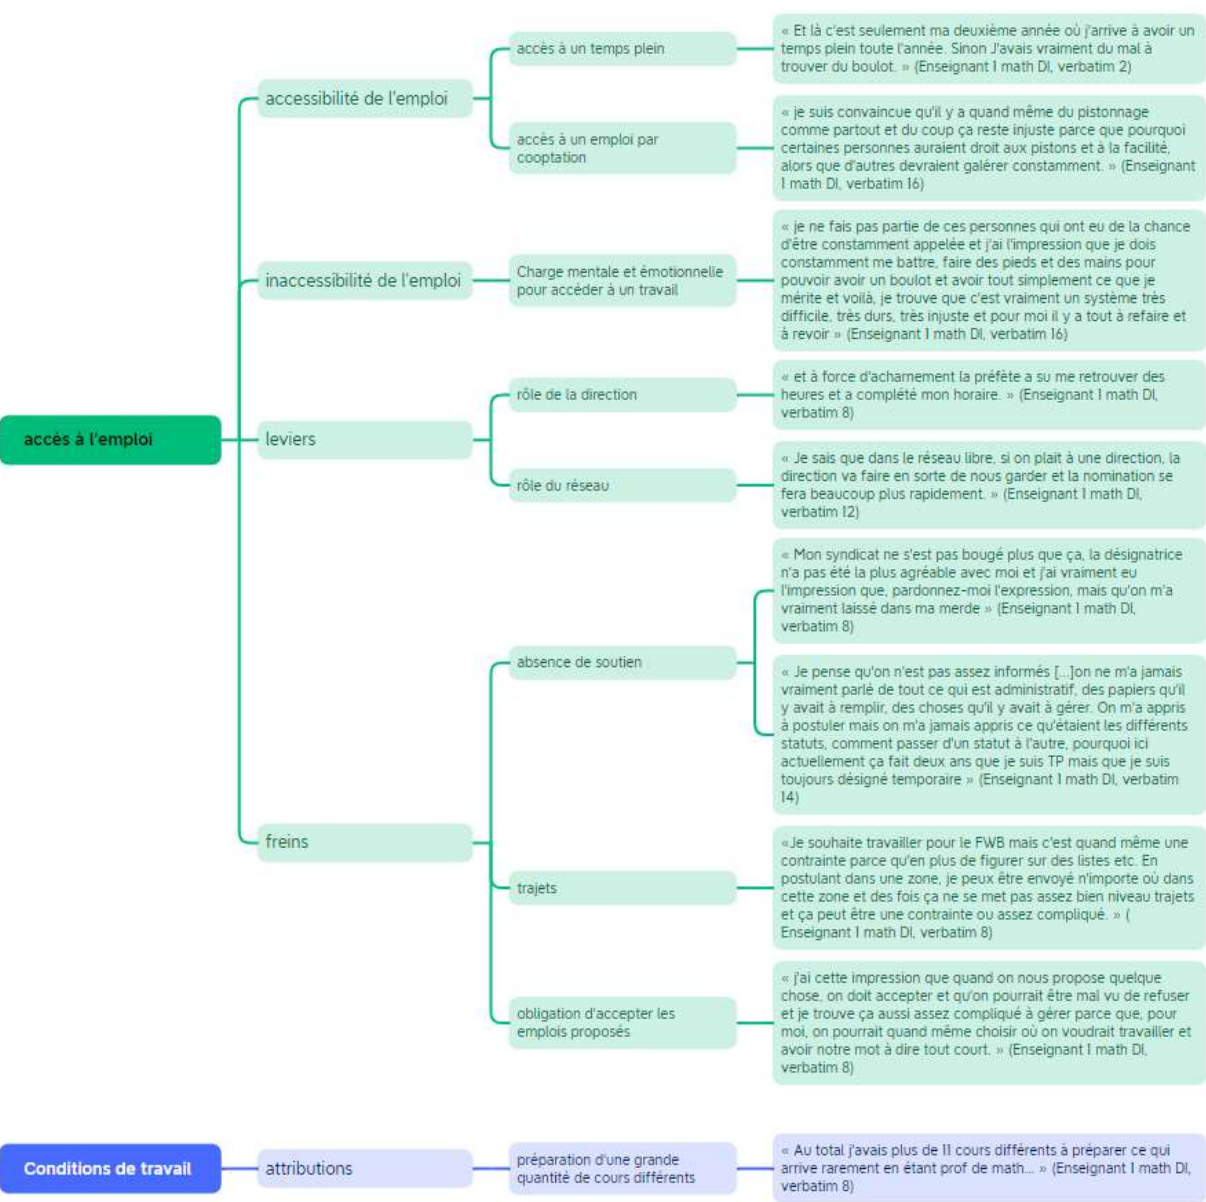 accès à l'emploi
accessibilité de l'emploi
accès à un temps plein
« Et là c'est seulement ma deuxième année où j'arrive à avoir un
temps plein toute l'année. Sinon J'avais vraiment du mal à
trouver du boulot. » (Enseignant 1 math DI, verbatim 2)
accès à un emploi par
cooptation
« je suis convaincue qu'il y a quand même du pistonnage
comme partout et du coup ça reste injuste parce que pourquoi
certaines personnes auraient droit aux pistons et à la facilité,
alors que d'autres devraient galérer constamment. » (Enseignant
1 math DI, verbatim 16)
inaccessibilité de l'emploi
Charge mentale et émotionnelle
pour accéder à un travail
« je ne fais pas partie de ces personnes qui ont eu de la chance
d'être constamment appelée et j'ai l'impression que je dois
constamment me battre, faire des pieds et des mains pour
pouvoir avoir un boulot et avoir tout simplement ce que je
mérite et voilà, je trouve que c'est vraiment un système très
difficile, très durs, très injuste et pour moi il y a tout à refaire et
à revoir » (Enseignant 1 math DI, verbatim 16)
leviers
rôle de la direction
« et à force d'acharnement la préfète a su me retrouver des
heures et a complété mon horaire. » (Enseignant 1 math DI,
verbatim 8)
rôle du réseau
« Je sais que dans le réseau libre, si on plait à une direction, la
direction va faire en sorte de nous garder et la nomination se
fera beaucoup plus rapidement. » (Enseignant 1 math DI,
verbatim 12)
freins
absence de soutien
« Mon syndicat ne s'est pas bougé plus que ça, la désignatrice
n'a pas été la plus agréable avec moi et j'ai vraiment eu
l'impression que, pardonnez-moi l'expression, mais qu'on m'a
vraiment laissé dans ma merde » (Enseignant 1 math DI,
verbatim 8)
« Je pense qu'on n'est pas assez informés [...]on ne m'a jamais
vraiment parlé de tout ce qui est administratif, des papiers qu'il
y avait à remplir, des choses qu'il y avait à gérer. On m'a appris
à postuler mais on m'a jamais appris ce qu'étaient les différents
statuts, comment passer d'un statut à l'autre, pourquoi ici
actuellement ça fait deux ans que je suis TP mais que je suis
toujours désigné temporaire » (Enseignant 1 math DI, verbatim
14)
trajets
«Je souhaite travailler pour le FWB mais c'est quand même une
contrainte parce qu'en plus de figurer sur des listes etc. En
postulant dans une zone, je peux être envoyé n'importe où dans
cette zone et des fois ça ne se met pas assez bien niveau trajets
et ça peut être une contrainte ou assez compliqué. » (
Enseignant 1 math DI, verbatim 8)
obligation d'accepter les
emplois proposés
« j'ai cette impression que quand on nous propose quelque
chose, on doit accepter et qu'on pourrait être mal vu de refuser
et je trouve ça aussi assez compliqué à gérer parce que, pour
moi, on pourrait quand même choisir où on voudrait travailler et
avoir notre mot à dire tout court. » (Enseignant 1 math DI,
verbatim 8)
Conditions de travail
attributions
préparation d'une grande
quantité de cours différents
« Au total j'avais plus de 11 cours différents à préparer ce qui
arrive rarement en étant prof de math... » (Enseignant 1 math DI,
verbatim 8)